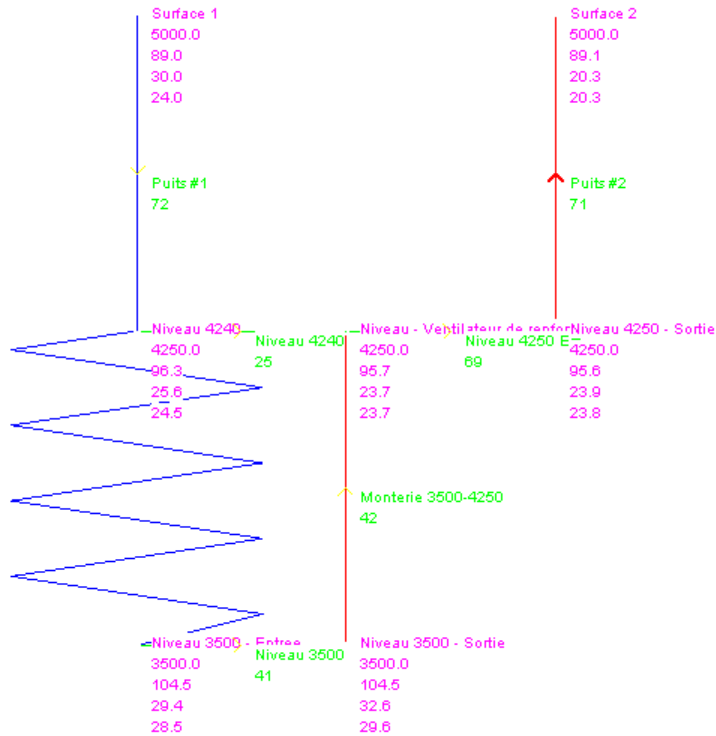 Surface 1
5000.0
89.0
30.0
24.0
Surface 2
5000.0
89.1
20.3
20.3
Puits #1
72
Puits #2
71
Niveau 4240
4250.0
96.3
25.6
24.5
Niveau 4240
25
Niveau - Ventilateur de renfor
4250.0
95.7
23.7
23.7
Niveau 4250 E
69
Niveau 4250 - Sortie
4250.0
95.6
23.9
23.8
Monterie 3500-4250
42
Niveau 3500 - Entree
3500.0
104.5
29.4
28.5
Niveau 3500
41
Niveau 3500 - Sortie
3500.0
104.5
32.6
29.6